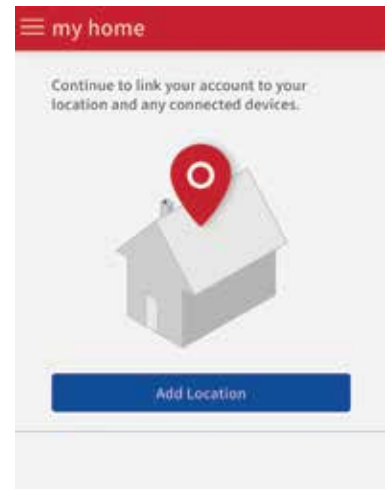 my home
Continue to link your account to your
location and any connected devices.
Add Location